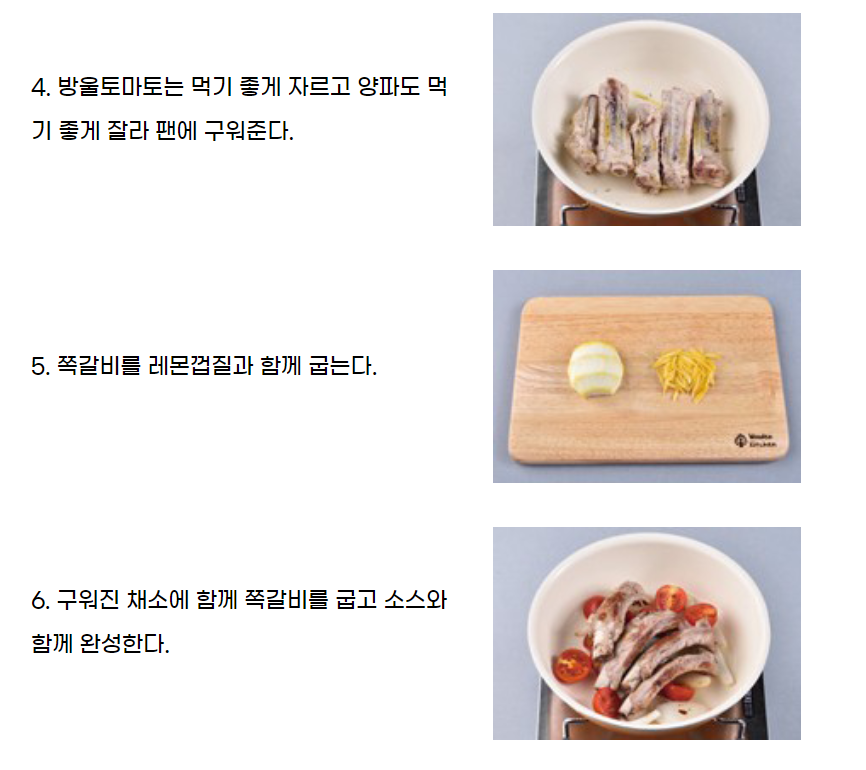 4. 방울토마토는 먹기 좋게 자르고 양파도 먹
기 좋게 잘라 팬에 구워준다.
5. 쪽갈비를 레몬껍질과 함께 굽는다.
6. 구워진 채소에 함께 쪽갈비를 굽고 소스와
함께 완성한다.